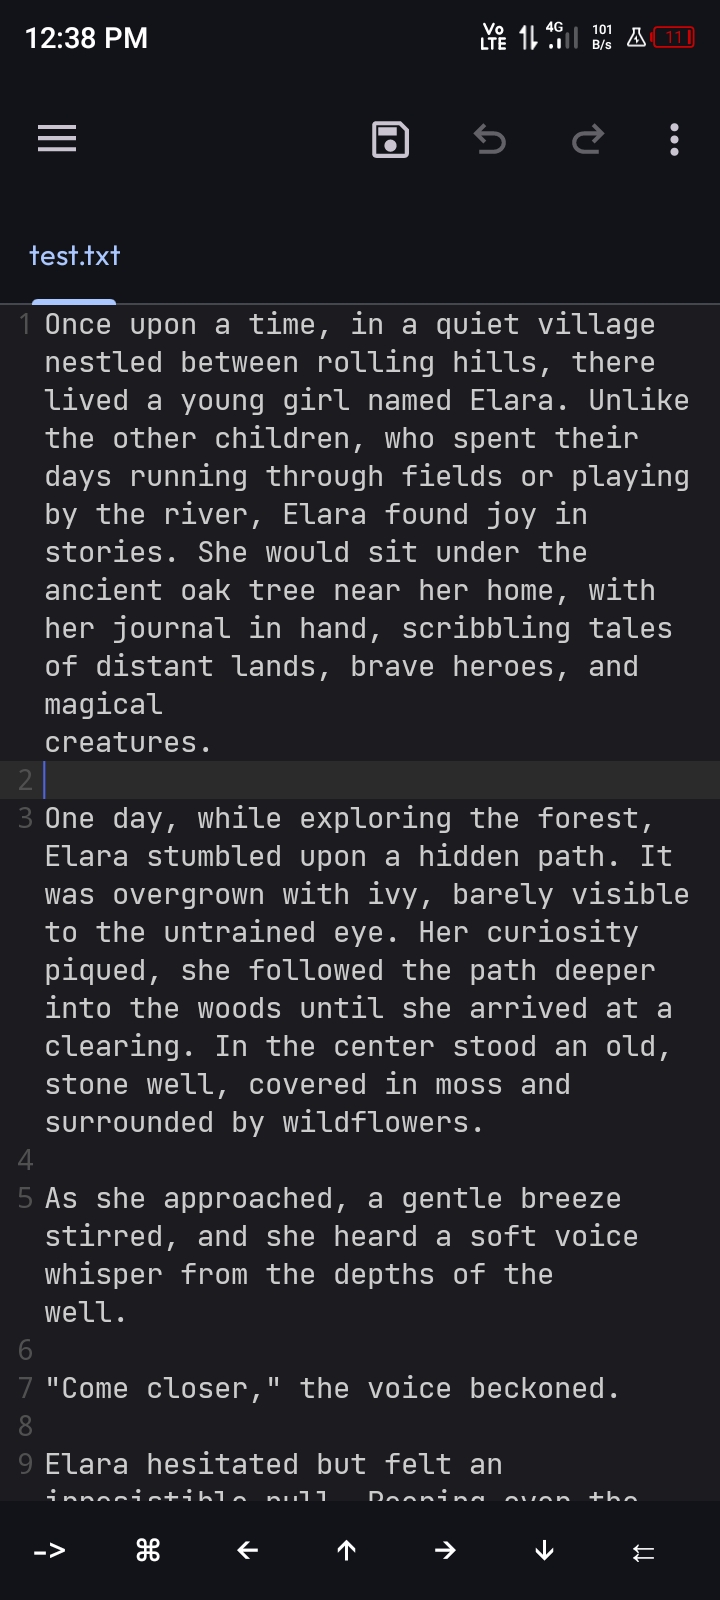 12:38 PM
Vo LTE 4G 101 B/s 11
test.txt
1 Once upon a time, in a quiet village
nestled between rolling hills, there
lived a young girl named Elara. Unlike
the other children, who spent their
days running through fields or playing
by the river, Elara found joy in
stories. She would sit under the
ancient oak tree near her home, with
her journal in hand, scribbling tales
of distant lands, brave heroes, and
magical
creatures.
2
3 One day, while exploring the forest,
Elara stumbled upon a hidden path. It
was overgrown with ivy, barely visible
to the untrained eye. Her curiosity
piqued, she followed the path deeper
into the woods until she arrived at a
clearing. In the center stood an old,
stone well, covered in moss and
surrounded by wildflowers.
4
5 As she approached, a gentle breeze
stirred, and she heard a soft voice
whisper from the depths of the
well.
6
7 "Come closer," the voice beckoned.
8
9 Elara hesitated but felt an
irresistible pull. Peering over the
-> ⌘ ← ↑ → ↓